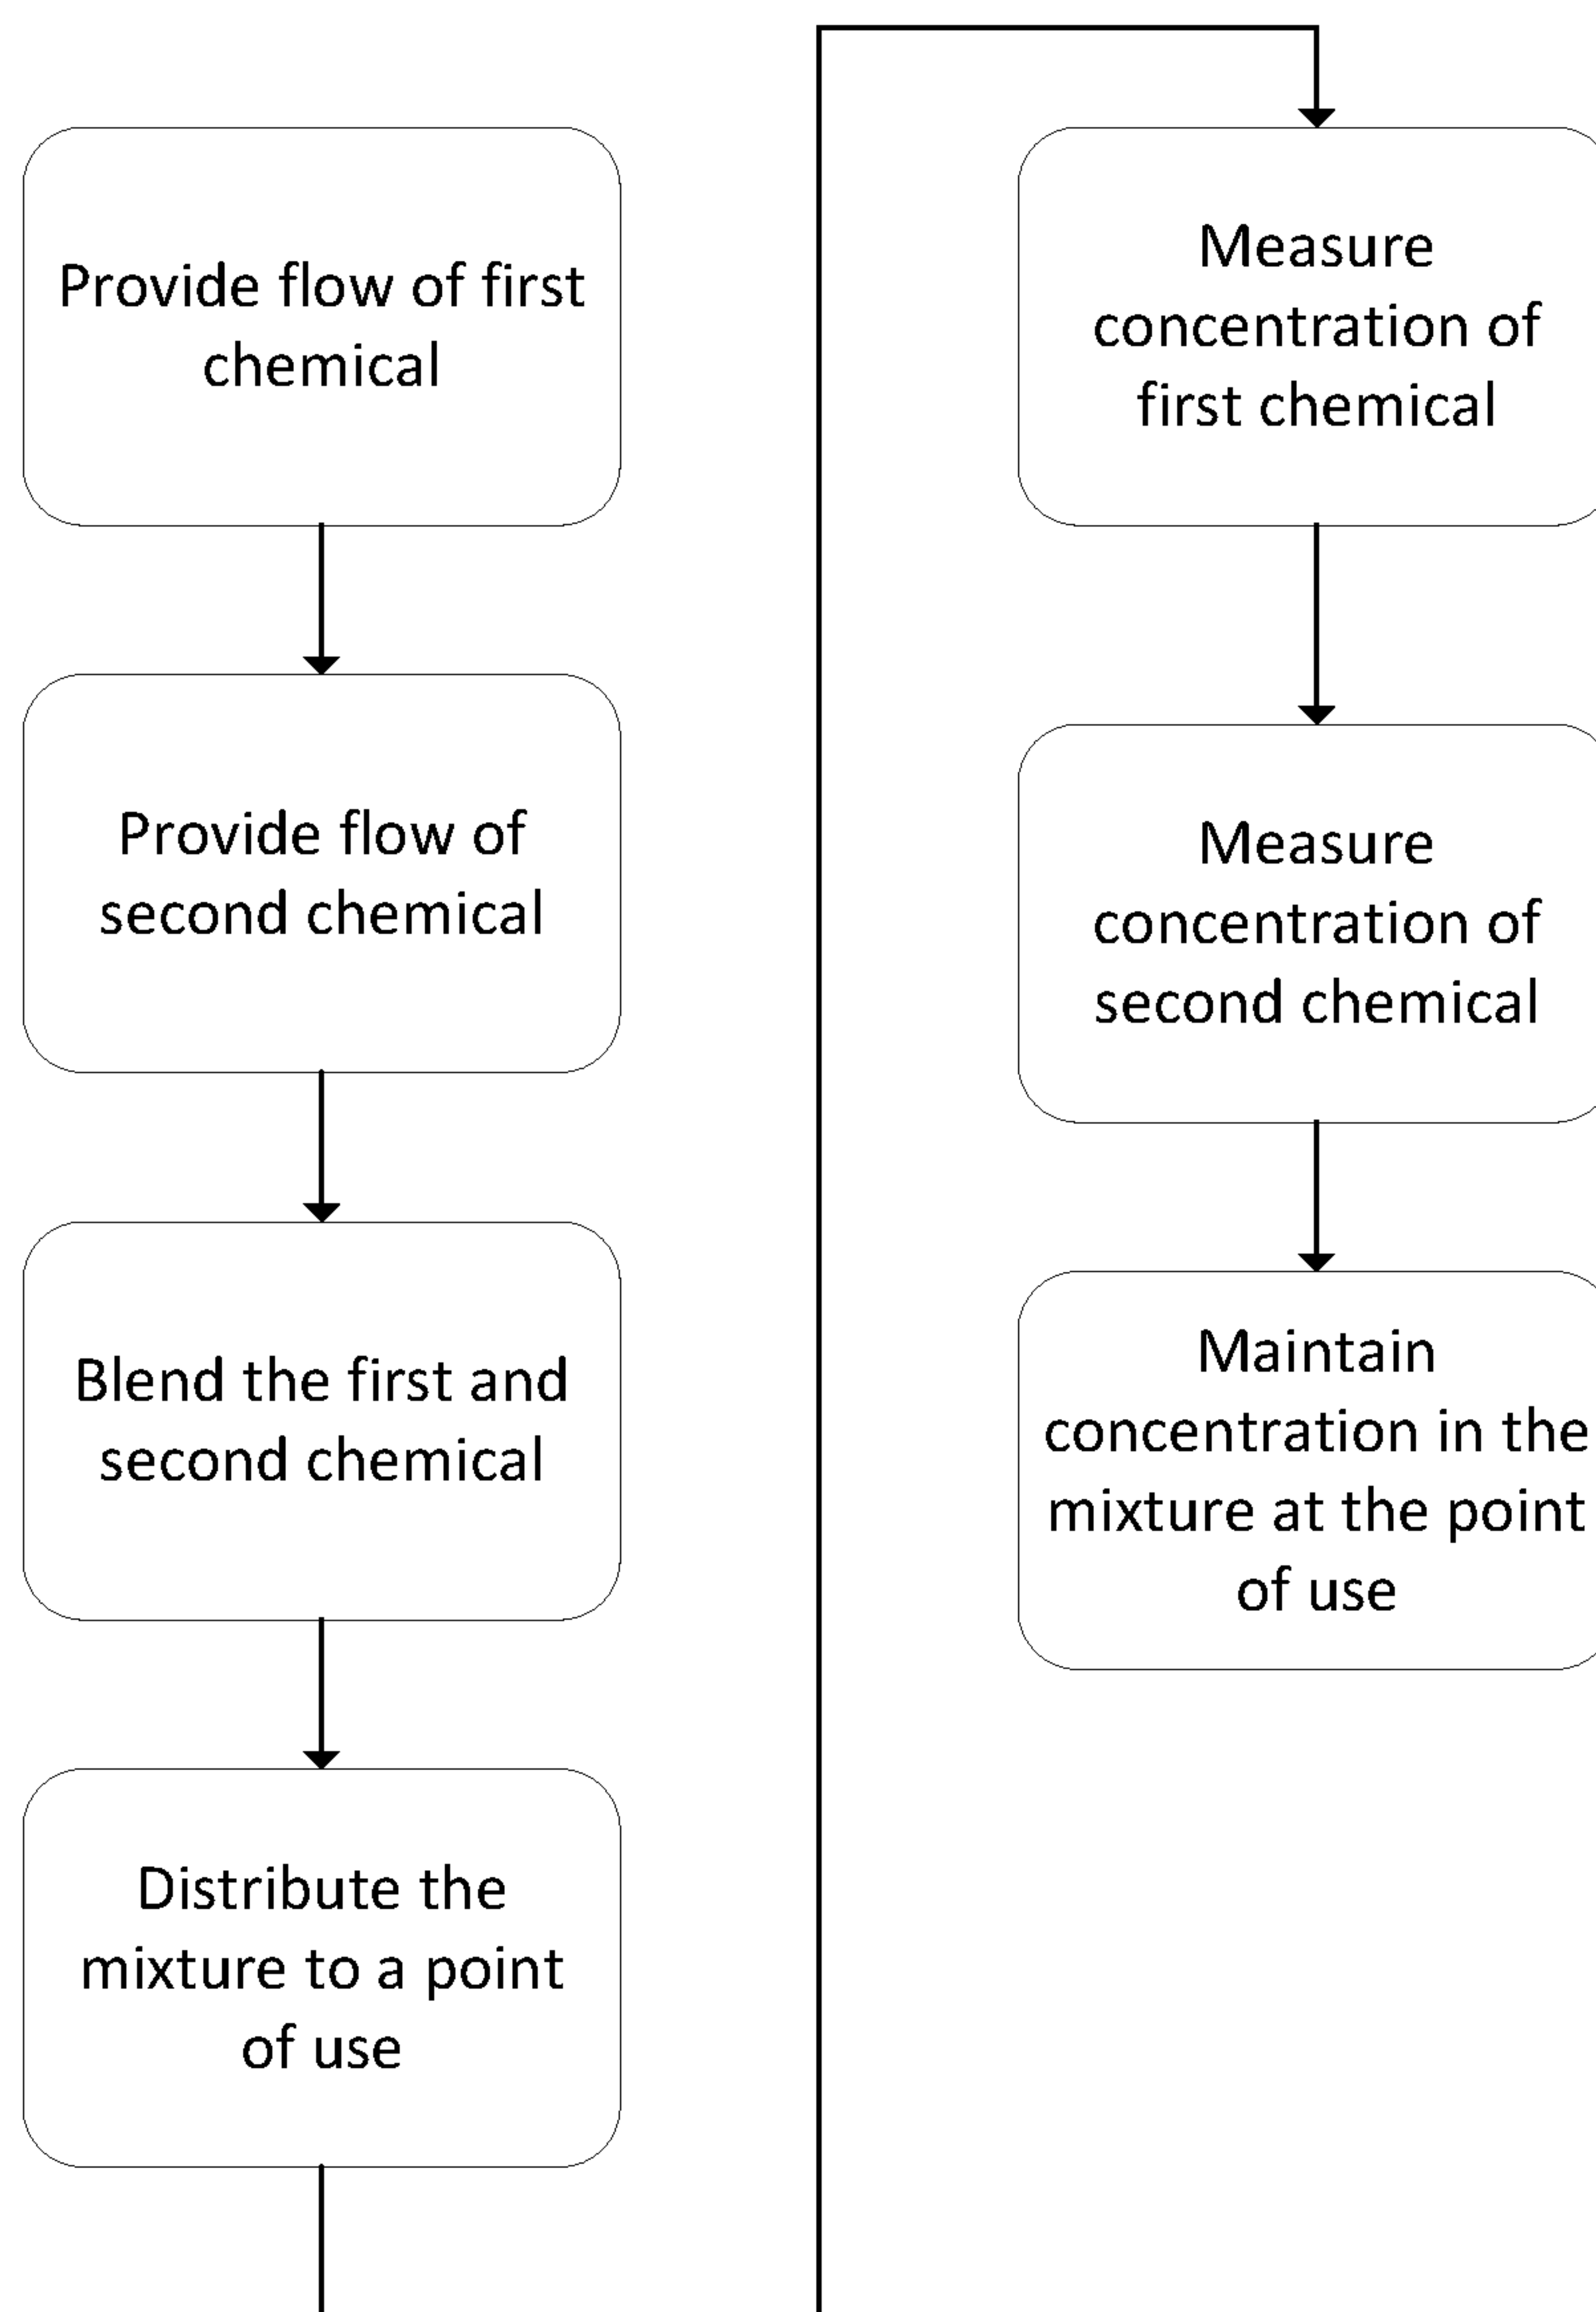 Provide flow of first
chemical
Provide flow of
second chemical
Blend the first and
second chemical
Distribute the
mixture to a point
of use
Measure
concentration of
first chemical
Measure
concentration of
second chemical
Maintain
concentration in the
mixture at the point
of use